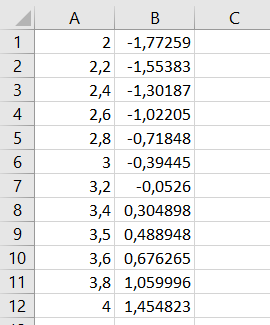 A B C
1 2 -1,77259
2 2,2 -1,55383
3 2,4 -1,30187
4 2,6 -1,02205
5 2,8 -0,71848
6 3 -0,39445
7 3,2 -0,0526
8 3,4 0,304898
9 3,5 0,488948
10 3,6 0,676265
11 3,8 1,059996
12 4 1,454823